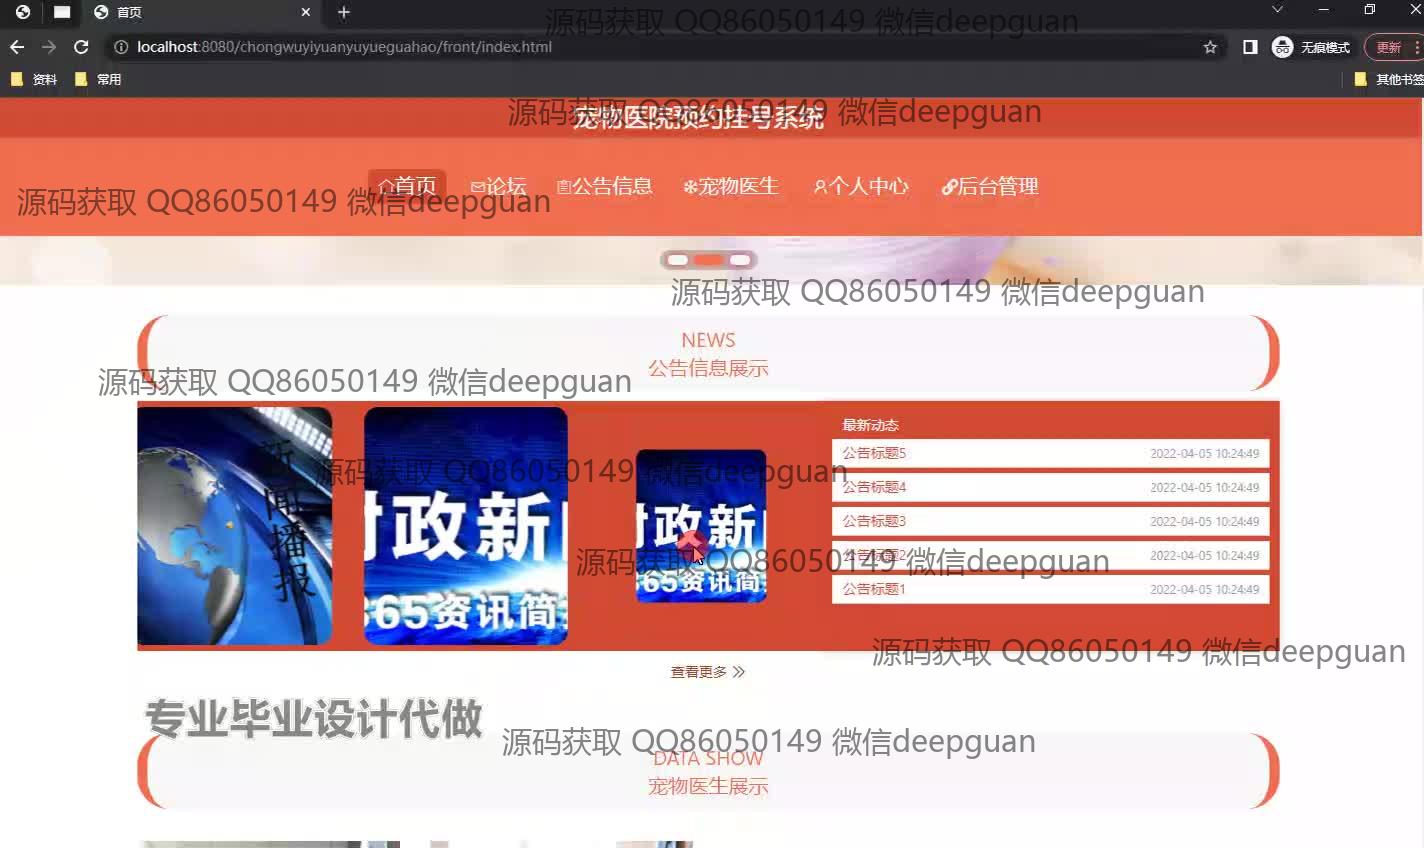 首页
源码获取 QQ86050149 微信deepguan
localhost:8080/chongwuyiyuanyuyueguahao/front/index.html
无痕模式
更新
资料
常用
其他书签
源码获取 QQ86050149 微信deepguan
宠物医院预约挂号系统
首页
论坛
公告信息
宠物医生
个人中心
后台管理
源码获取 QQ86050149 微信deepguan
源码获取 QQ86050149 微信deepguan
NEWS
公告信息展示
源码获取 QQ86050149 微信deepguan
最新动态
公告标题5 2022-04-05 10:24:49
源码获取 QQ86050149 微信deepguan
公告标题4 2022-04-05 10:24:49
公告标题3 2022-04-05 10:24:49
公告标题2 2022-04-05 10:24:49
公告标题1 2022-04-05 10:24:49
新闻播报
时政新
365资讯简
时政新
365资讯简
源码获取 QQ86050149 微信deepguan
源码获取 QQ86050149 微信deepguan
查看更多
专业毕业设计代做
源码获取 QQ86050149 微信deepguan
DATA SHOW
宠物医生展示